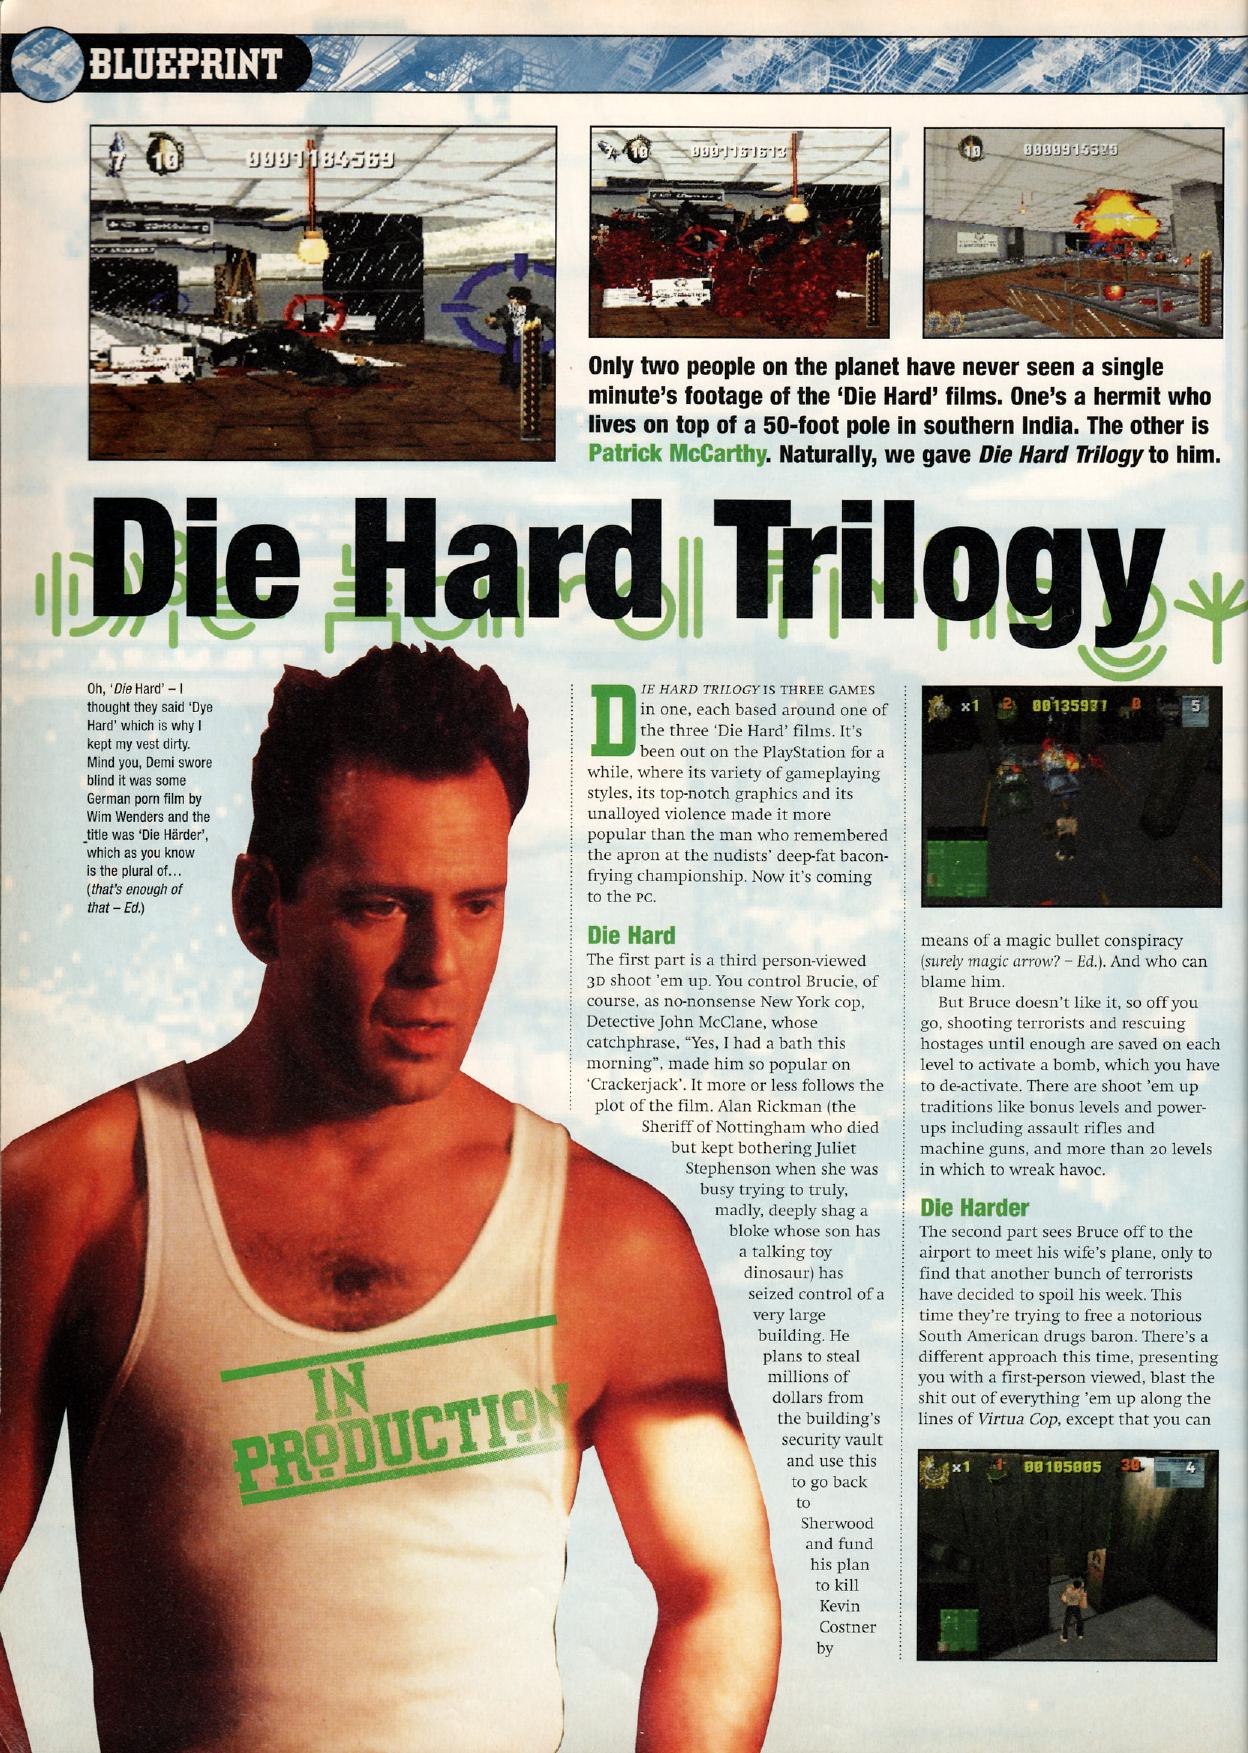 BLUEPRINT
7
10
0001184569
10
0001161613
10
Only two people on the planet have never seen a single
minute's footage of the 'Die Hard' films. One's a hermit who
lives on top of a 50-foot pole in southern India. The other is
Patrick McCarthy. Naturally, we gave Die Hard Trilogy to him.
Die Hard Trilogy
Oh, 'Die Hard' – I
thought they said 'Dye
Hard' which is why I
kept my vest dirty.
Mind you, Demi swore
blind it was some
German porn film by
Wim Wenders and the
title was 'Die Härder',
which as you know
is the plural of...
(that's enough of
that – Ed.)
IN
PRODUCTION
DIE HARD TRILOGY IS THREE GAMES
in one, each based around one of
the three 'Die Hard' films. It's
been out on the PlayStation for a
while, where its variety of gameplaying
styles, its top-notch graphics and its
unalloyed violence made it more
popular than the man who remembered
the apron at the nudists' deep-fat bacon-
frying championship. Now it's coming
to the PC.
Die Hard
The first part is a third person-viewed
3D shoot 'em up. You control Brucie, of
course, as no-nonsense New York cop,
Detective John McClane, whose
catchphrase, "Yes, I had a bath this
morning", made him so popular on
'Crackerjack'. It more or less follows the
plot of the film. Alan Rickman (the
Sheriff of Nottingham who died
but kept bothering Juliet
Stephenson when she was
busy trying to truly,
madly, deeply shag a
bloke whose son has
a talking toy
dinosaur) has
seized control of a
very large
building. He
plans to steal
millions of
dollars from
the building's
security vault
and use this
to go back
to
Sherwood
and fund
his plan
to kill
Kevin
Costner
by
x1 2 00135931 8 5
means of a magic bullet conspiracy
(surely magic arrow? – Ed.). And who can
blame him.
But Bruce doesn't like it, so off you
go, shooting terrorists and rescuing
hostages until enough are saved on each
level to activate a bomb, which you have
to de-activate. There are shoot 'em up
traditions like bonus levels and power-
ups including assault rifles and
machine guns, and more than 20 levels
in which to wreak havoc.
Die Harder
The second part sees Bruce off to the
airport to meet his wife's plane, only to
find that another bunch of terrorists
have decided to spoil his week. This
time they're trying to free a notorious
South American drugs baron. There's a
different approach this time, presenting
you with a first-person viewed, blast the
shit out of everything 'em up along the
lines of Virtua Cop, except that you can
x1 1 00105005 30 4